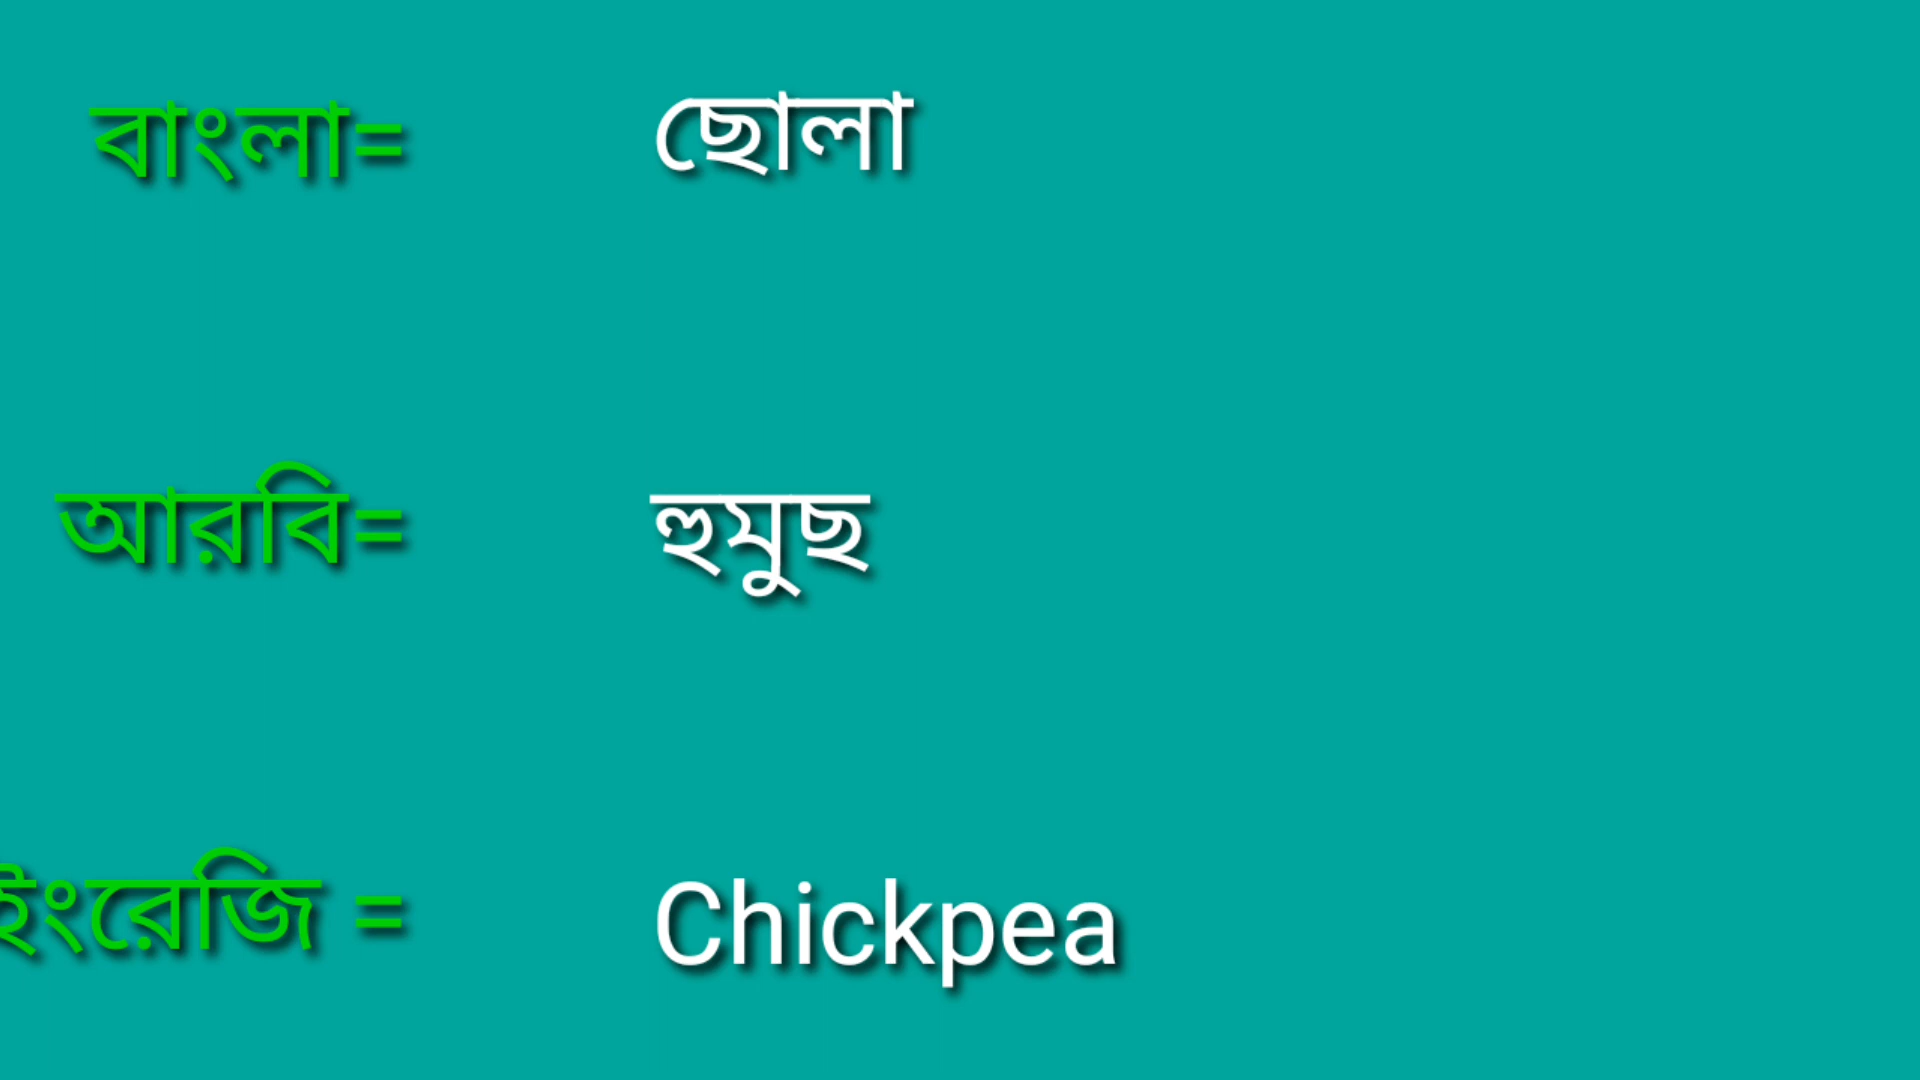 বাংলা= ছোলা
আরবি= হুমুছ
ইংরেজি = Chickpea